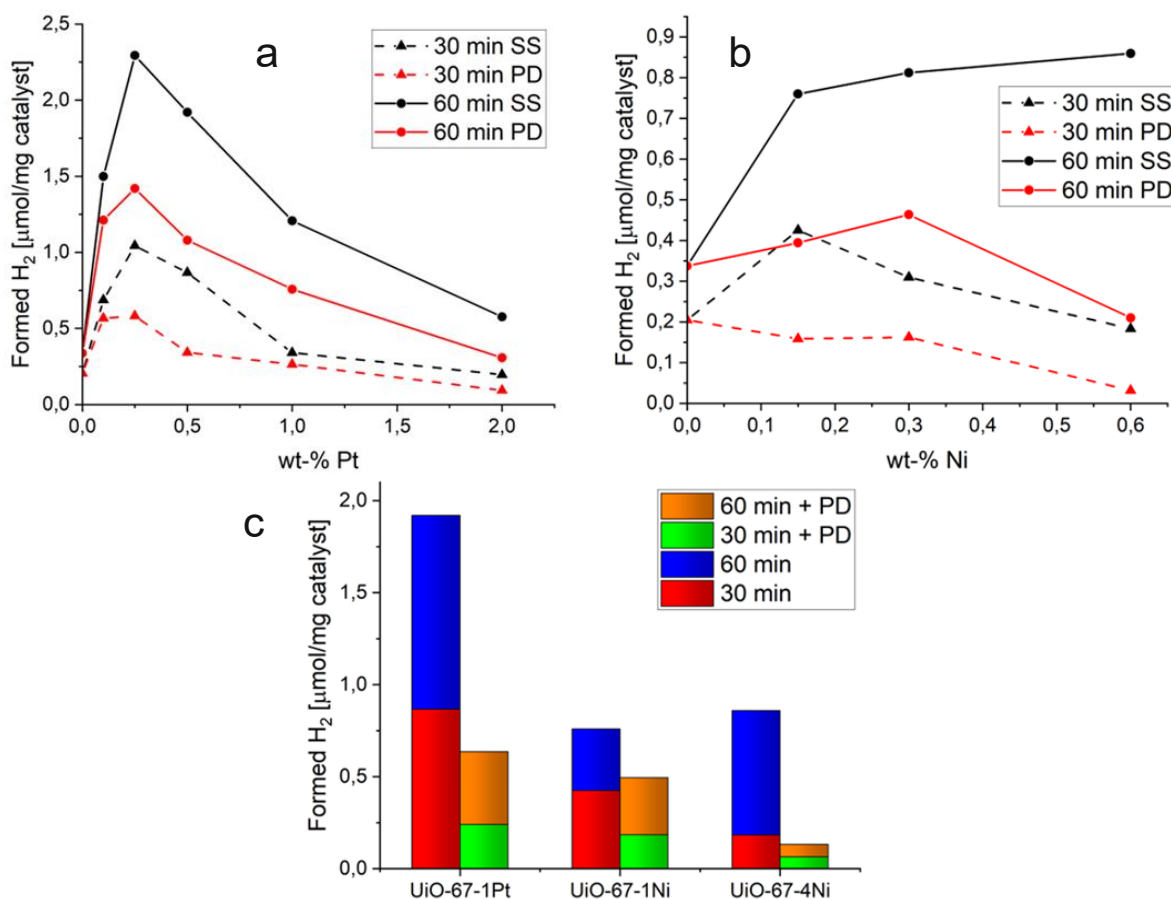 a
Formed H₂ [μmol/mg catalyst]
2,5
2,0
1,5
1,0
0,5
0,0
0,0
0,5
1,0
1,5
2,0
wt-% Pt
30 min SS
30 min PD
60 min SS
60 min PD
b
Formed H₂ [μmol/mg catalyst]
0,9
0,8
0,7
0,6
0,5
0,4
0,3
0,2
0,1
0,0
0,0
0,1
0,2
0,3
0,4
0,5
0,6
wt-% Ni
30 min SS
30 min PD
60 min SS
60 min PD
c
Formed H₂ [μmol/mg catalyst]
2,0
1,5
1,0
0,5
0,0
60 min + PD
30 min + PD
60 min
30 min
UiO-67-1Pt
UiO-67-1Ni
UiO-67-4Ni